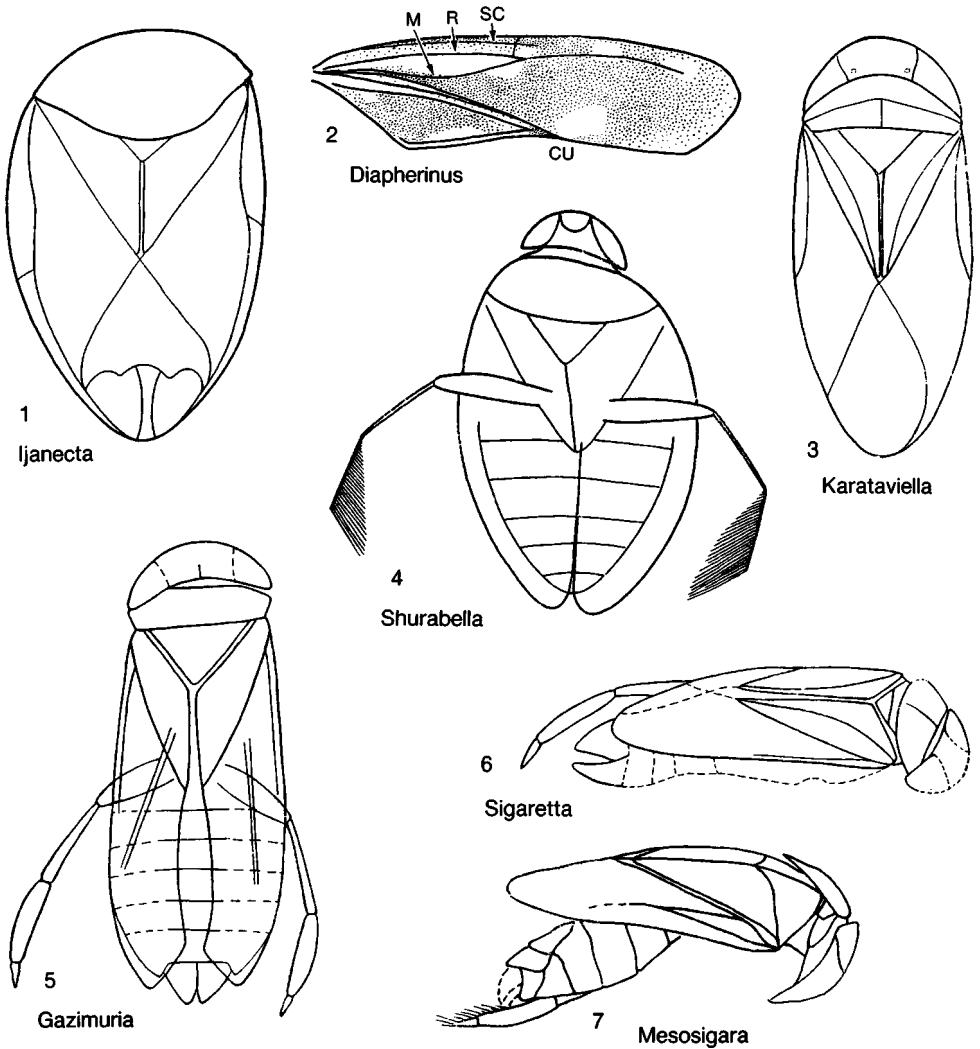 M R SC
2
CU
Diapherinus
1
Ijanecta
3
Karataviella
4
Shurabella
5
Gazimuria
6
Sigaretta
7
Mesosigara